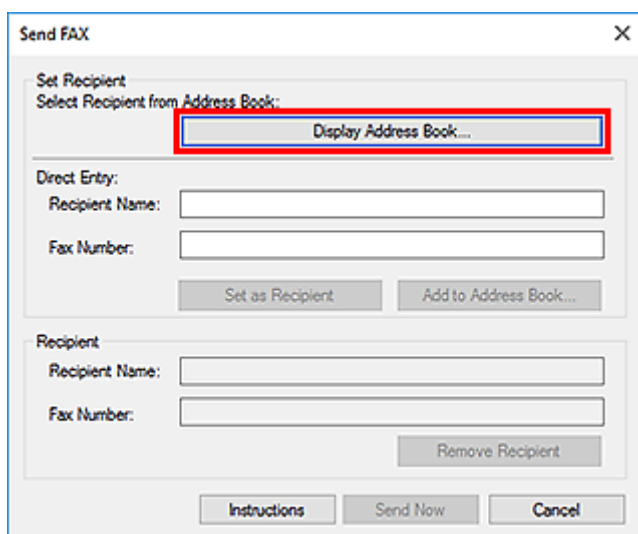 Send FAX
Set Recipient
Select Recipient from Address Book:
Display Address Book...
Direct Entry:
Recipient Name:
Fax Number:
Set as Recipient Add to Address Book...
Recipient
Recipient Name:
Fax Number:
Remove Recipient
Instructions Send Now Cancel